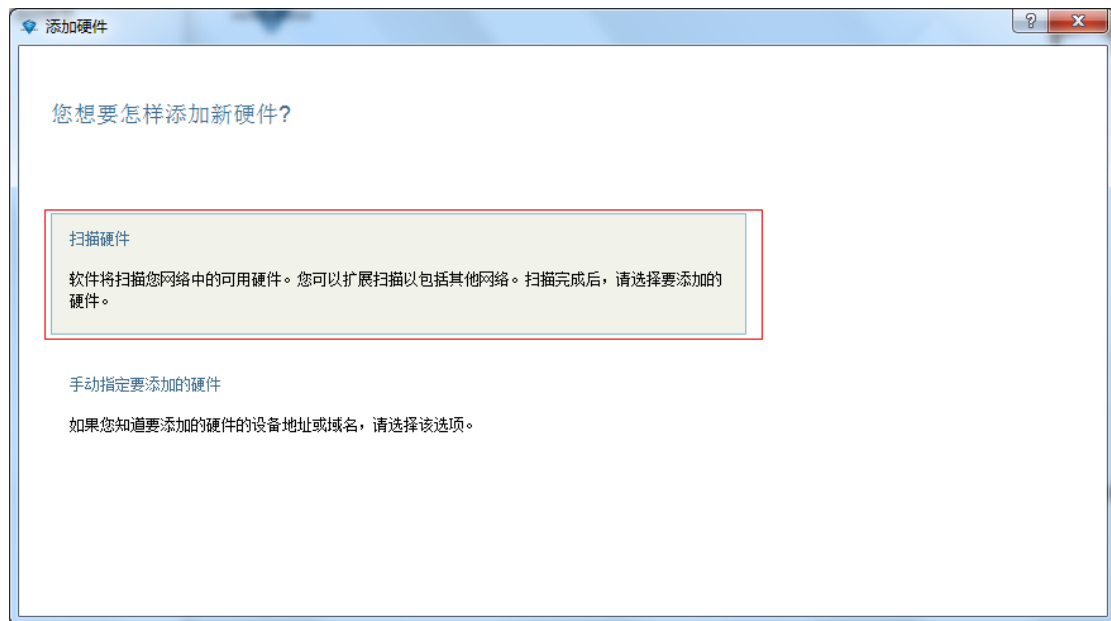 添加硬件
您想要怎样添加新硬件?
扫描硬件
软件将扫描您网络中的可用硬件。您可以扩展扫描以包括其他网络。扫描完成后，请选择要添加的
硬件。
手动指定要添加的硬件
如果您知道要添加的硬件的设备地址或域名，请选择该选项。